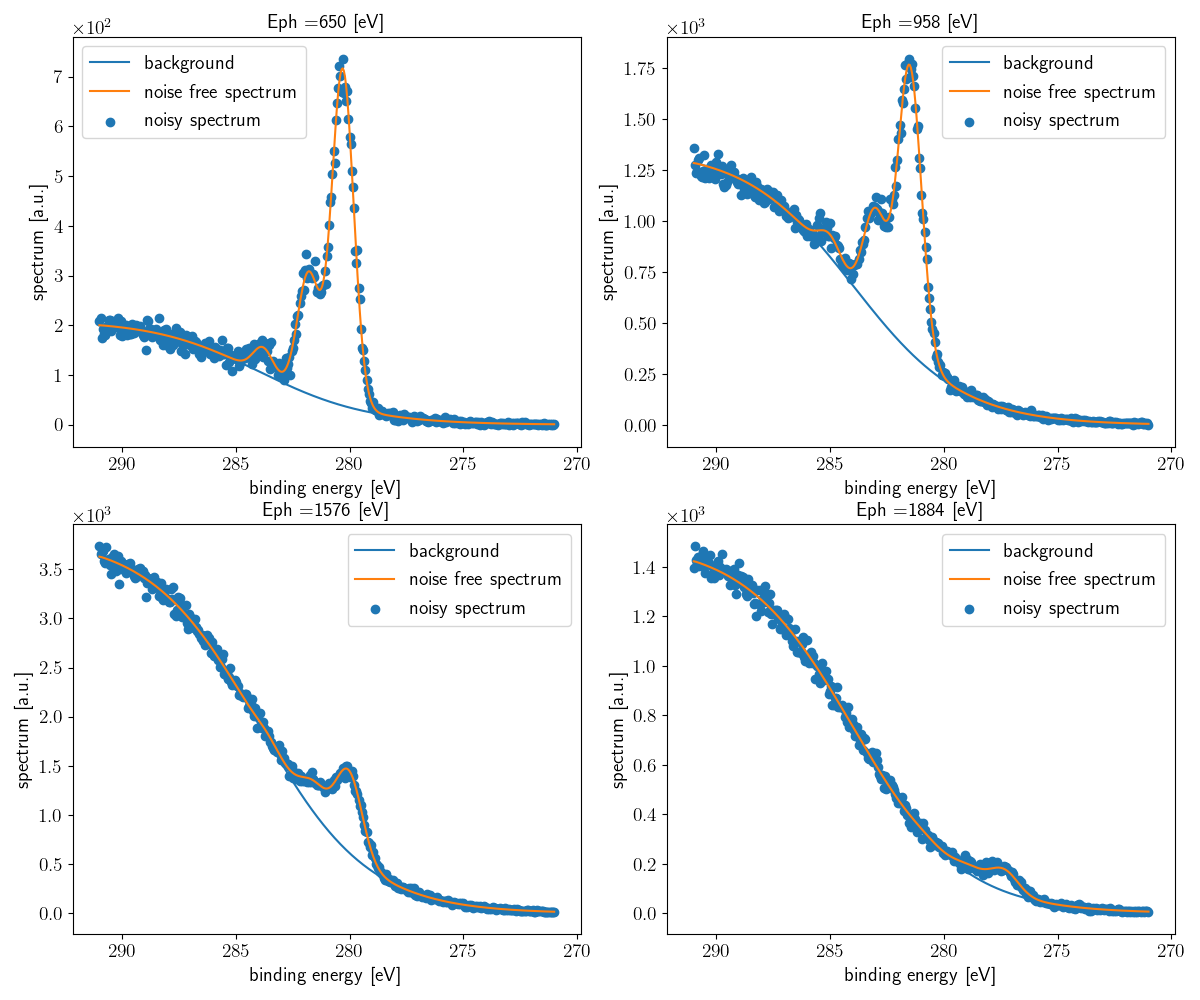 Eph =650 [eV]
×10²
background
noise free spectrum
noisy spectrum
7
6
5
4
3
2
1
0
spectrum [a.u.]
290
285
280
275
270
binding energy [eV]
Eph =958 [eV]
×10³
background
noise free spectrum
noisy spectrum
1.75
1.50
1.25
1.00
0.75
0.50
0.25
0.00
spectrum [a.u.]
290
285
280
275
270
binding energy [eV]
Eph =1576 [eV]
×10³
background
noise free spectrum
noisy spectrum
3.5
3.0
2.5
2.0
1.5
1.0
0.5
0.0
spectrum [a.u.]
290
285
280
275
270
binding energy [eV]
Eph =1884 [eV]
×10³
background
noise free spectrum
noisy spectrum
1.4
1.2
1.0
0.8
0.6
0.4
0.2
0.0
spectrum [a.u.]
290
285
280
275
270
binding energy [eV]